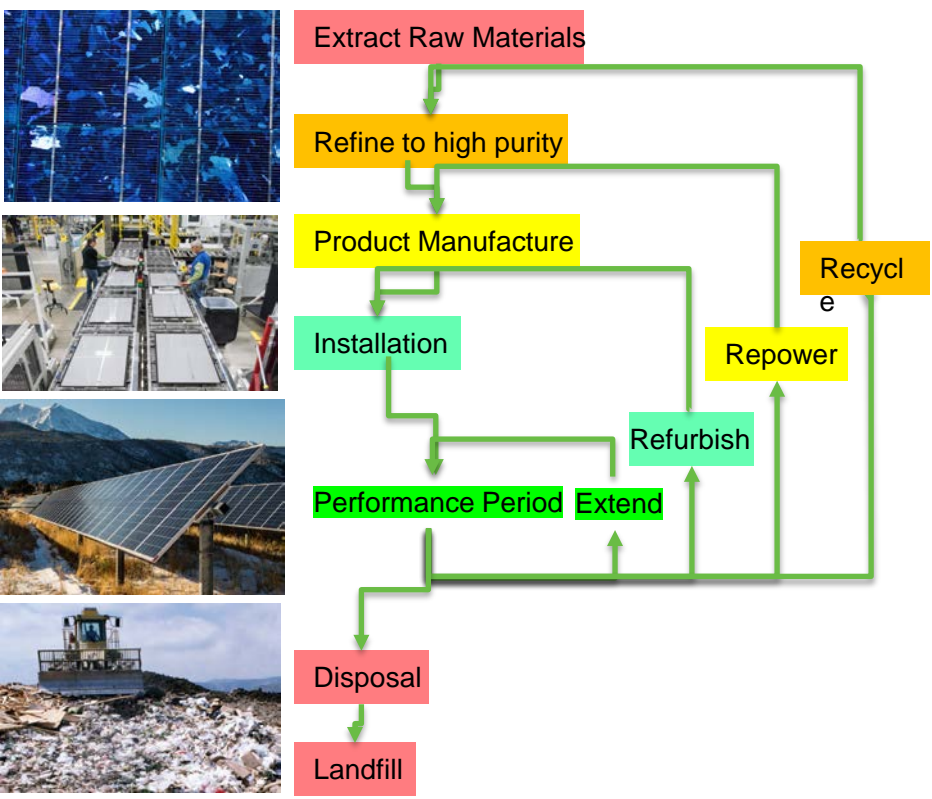 Extract Raw Materials
Refine to high purity
Product Manufacture
Recycl
e
Installation
Repower
Refurbish
Performance Period
Extend
Disposal
Landfill